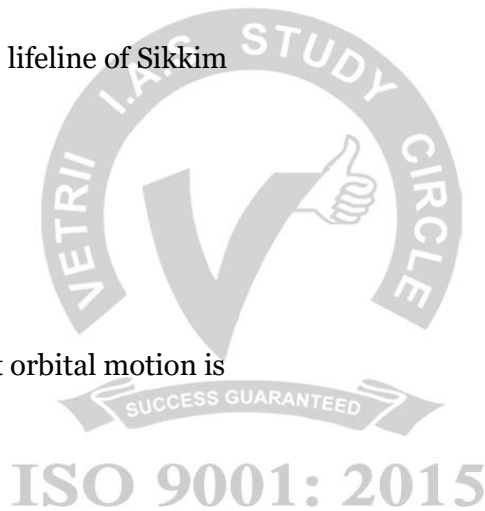 lifeline of Sikkim
VETRII I.A.S STUDY CIRCLE
t orbital motion is
SUCCESS GUARANTEED
ISO 9001: 2015